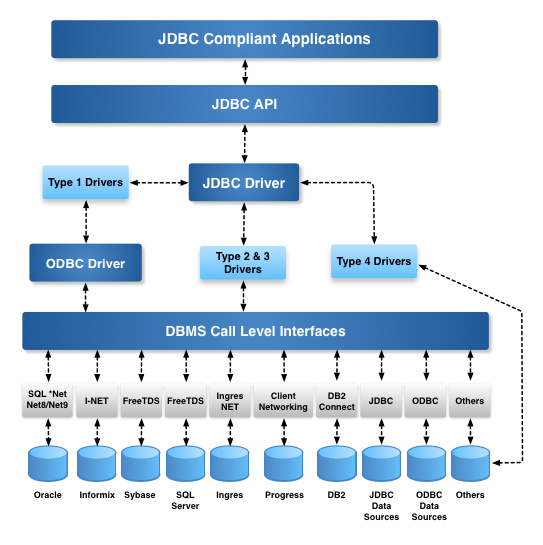 JDBC Compliant Applications
JDBC API
Type 1 Drivers
JDBC Driver
ODBC Driver
Type 2 & 3
Drivers
Type 4 Drivers
DBMS Call Level Interfaces
SQL *Net
Net8/Net9
I-NET
FreeTDS
FreeTDS
Ingres
NET
Client
Networking
DB2
Connect
JDBC
ODBC
Others
Oracle
Informix
Sybase
SQL
Server
Ingres
Progress
DB2
JDBC
Data
Sources
ODBC
Data
Sources
Others